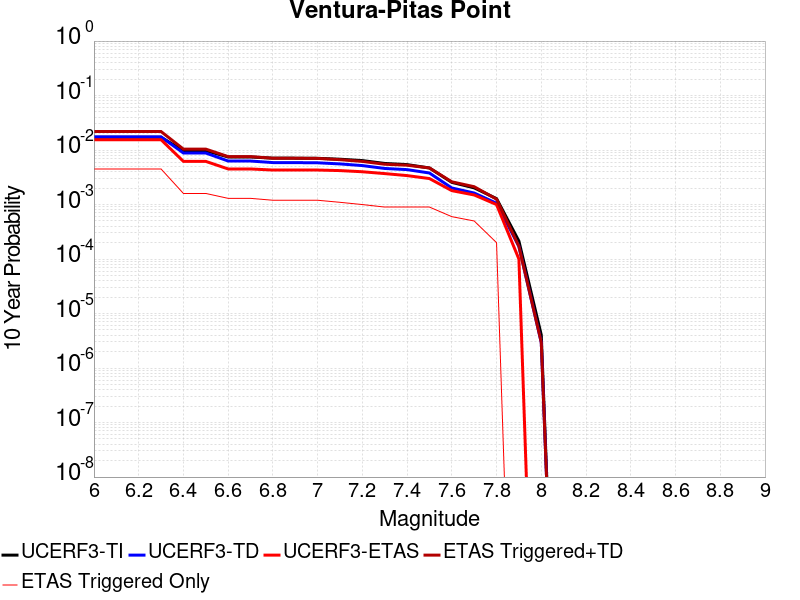 Ventura-Pitas Point
10 Year Probability
10^0
10^-1
10^-2
10^-3
10^-4
10^-5
10^-6
10^-7
10^-8
6 6.2 6.4 6.6 6.8 7 7.2 7.4 7.6 7.8 8 8.2 8.4 8.6 8.8 9
Magnitude
UCERF3-TI UCERF3-TD UCERF3-ETAS ETAS Triggered+TD
ETAS Triggered Only